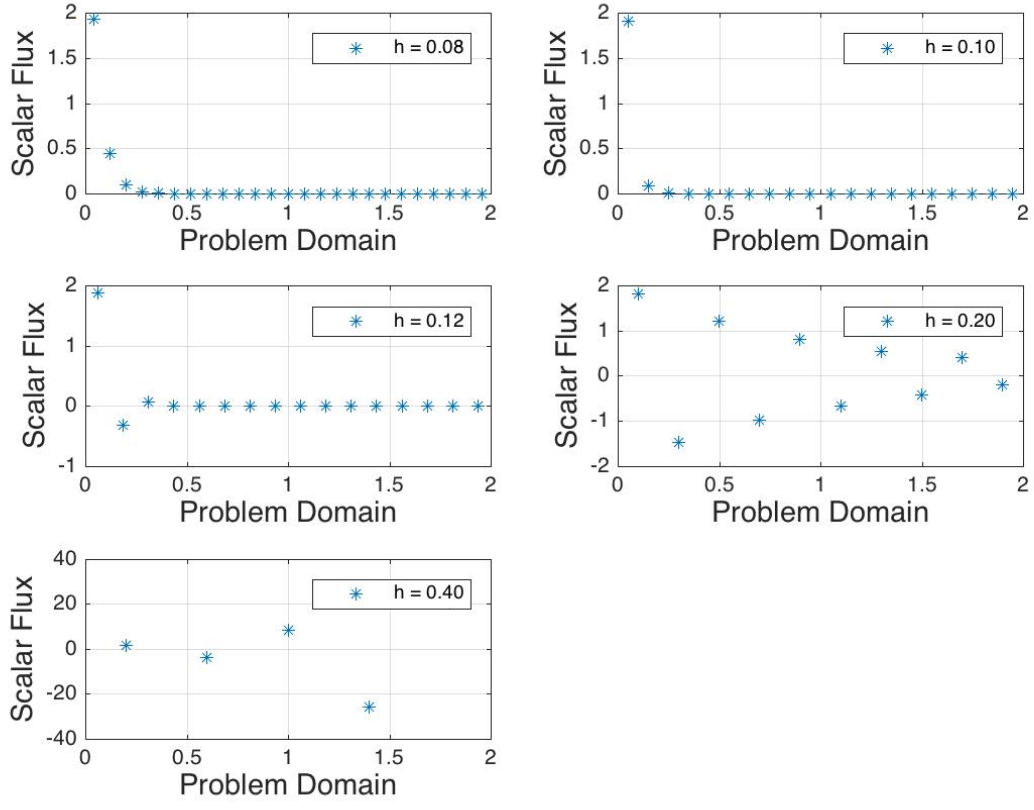 2
1.5
1
0.5
0
Scalar Flux
h = 0.08
0 0.5 1 1.5 2
Problem Domain
2
1.5
1
0.5
0
Scalar Flux
h = 0.10
0 0.5 1 1.5 2
Problem Domain
2
1
0
-1
Scalar Flux
h = 0.12
0 0.5 1 1.5 2
Problem Domain
2
1
0
-1
-2
Scalar Flux
h = 0.20
0 0.5 1 1.5 2
Problem Domain
40
20
0
-20
-40
Scalar Flux
h = 0.40
0 0.5 1 1.5 2
Problem Domain